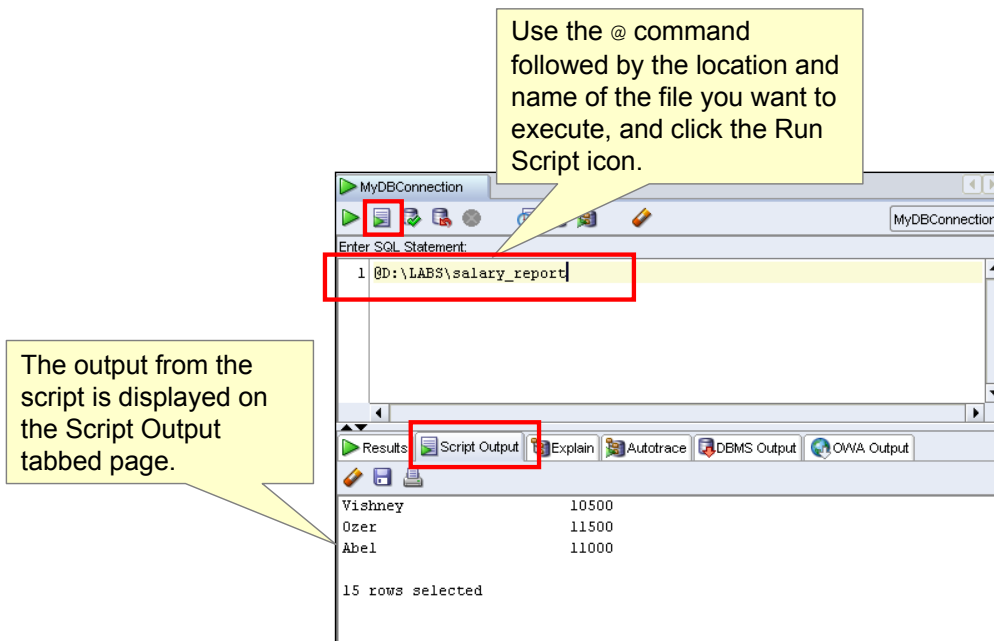 Use the @ command
followed by the location and
name of the file you want to
execute, and click the Run
Script icon.
MyDBConnection
MyDBConnection
Enter SQL Statement:
1 @D:\LABS\salary_report
The output from the
script is displayed on
the Script Output
tabbed page.
Results Script Output Explain Autotrace DBMS Output OWA Output
Vishney 10500
Ozer 11500
Abel 11000
15 rows selected